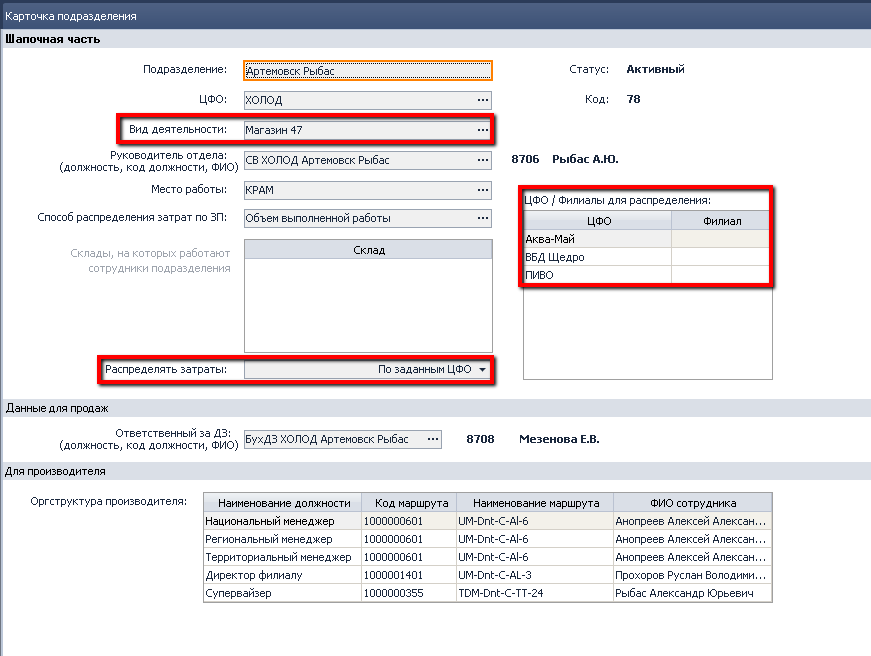 Карточка подразделения
Шапочная часть
Подразделение: Артемовск Рыбас Статус: Активный
ЦФО: ХОЛОД ... Код: 78
Вид деятельности: Магазин 47 ...
Руководитель отдела:
(должность, код должности, ФИО) СВ ХОЛОД Артемовск Рыбас ... 8706 Рыбас А.Ю.
Место работы: КРАМ ...
ЦФО / Филиалы для распределения:
Способ распределения затрат по ЗП: Объем выполненной работы ...
ЦФО Филиал
Аква-Май
ВБД Щедро
ПИВО
Склады, на которых работают
сотрудники подразделения
Склад
Распределять затраты: По заданным ЦФО
Данные для продаж
Ответственный за ДЗ:
(должность, код должности, ФИО) БухДЗ ХОЛОД Артемовск Рыбас ... 8708 Мезенова Е.В.
Для производителя
Оргструктура производителя:
Наименование должности Код маршрута Наименование маршрута ФИО сотрудника
Национальный менеджер 1000000601 UM-Dnt-C-Al-6 Анопреев Алексей Алексан...
Региональный менеджер 1000000601 UM-Dnt-C-Al-6 Анопреев Алексей Алексан...
Территориальный менеджер 1000000601 UM-Dnt-C-Al-6 Анопреев Алексей Алексан...
Директор филиалу 1000001401 UM-Dnt-C-AL-3 Прохоров Руслан Володими...
Супервайзер 1000000355 TDM-Dnt-C-TT-24 Рыбас Александр Юрьевич